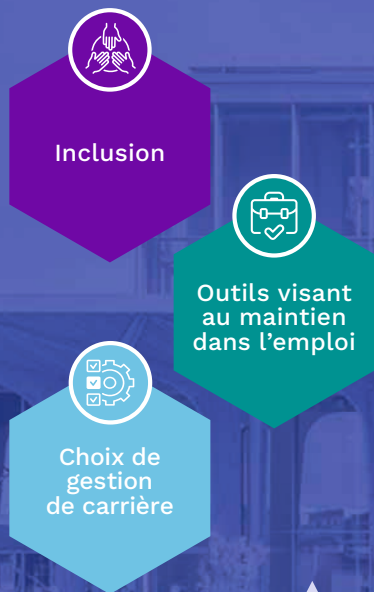 Inclusion
Outils visant
au maintien
dans l’emploi
Choix de
gestion
de carrière